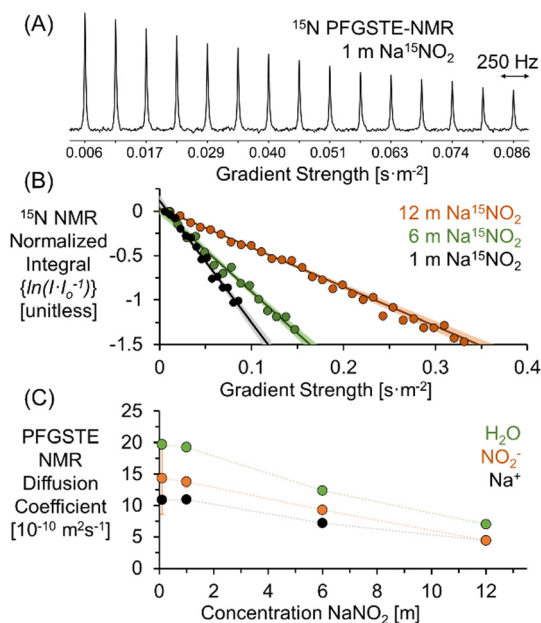 (A)
¹⁵N PFGSTE-NMR
1 m Na¹⁵NO₂
250 Hz
0.006 0.017 0.029 0.040 0.051 0.063 0.074 0.086
Gradient Strength [s·m⁻²]
(B)
¹⁵N NMR
Normalized
Integral
{ln(I·Iₒ⁻¹)}
[unitless]
0
-0.5
-1
-1.5
12 m Na¹⁵NO₂
6 m Na¹⁵NO₂
1 m Na¹⁵NO₂
0 0.1 0.2 0.3 0.4
Gradient Strength [s·m⁻²]
(C)
PFGSTE
NMR
Diffusion
Coefficient
[10⁻¹⁰ m²s⁻¹]
25
20
15
10
5
0
H₂O
NO₂⁻
Na⁺
0 2 4 6 8 10 12
Concentration NaNO₂ [m]